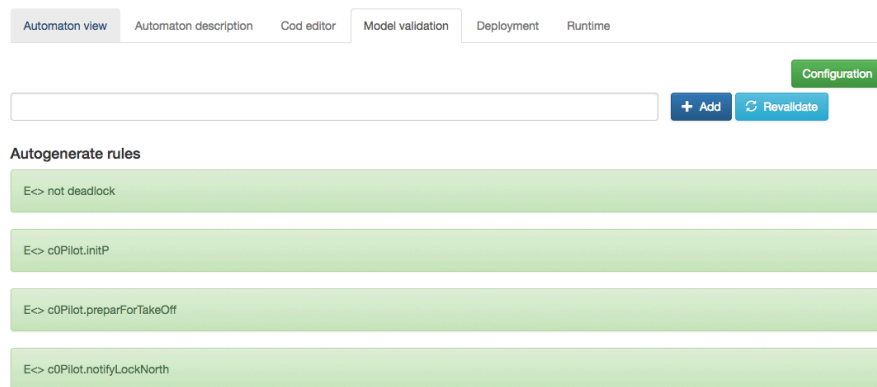 Automaton view Automaton description Cod editor Model validation Deployment Runtime
Configuration
+ Add Revalidate
Autogenerate rules
E<> not deadlock
E<> c0Pilot.initP
E<> c0Pilot.preparForTakeOff
E<> c0Pilot.notifyLockNorth